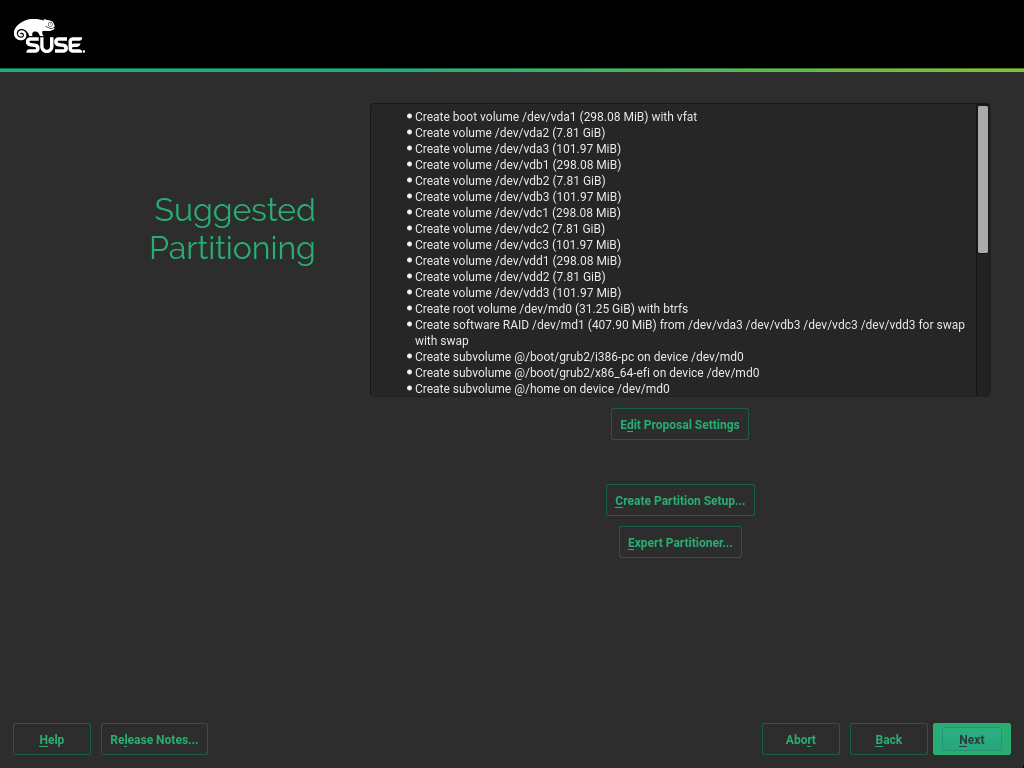 SUSE.
Suggested
Partitioning
Create boot volume /dev/vda1 (298.08 MiB) with vfat
Create volume /dev/vda2 (7.81 GiB)
Create volume /dev/vda3 (101.97 MiB)
Create volume /dev/vdb1 (298.08 MiB)
Create volume /dev/vdb2 (7.81 GiB)
Create volume /dev/vdb3 (101.97 MiB)
Create volume /dev/vdc1 (298.08 MiB)
Create volume /dev/vdc2 (7.81 GiB)
Create volume /dev/vdc3 (101.97 MiB)
Create volume /dev/vdd1 (298.08 MiB)
Create volume /dev/vdd2 (7.81 GiB)
Create volume /dev/vdd3 (101.97 MiB)
Create root volume /dev/md0 (31.25 GiB) with btrfs
Create software RAID /dev/md1 (407.90 MiB) from /dev/vda3 /dev/vdb3 /dev/vdc3 /dev/vdd3 for swap
with swap
Create subvolume @/boot/grub2/i386-pc on device /dev/md0
Create subvolume @/boot/grub2/x86_64-efi on device /dev/md0
Create subvolume @/home on device /dev/md0
Edit Proposal Settings
Create Partition Setup...
Expert Partitioner...
Help
Release Notes...
Abort
Back
Next